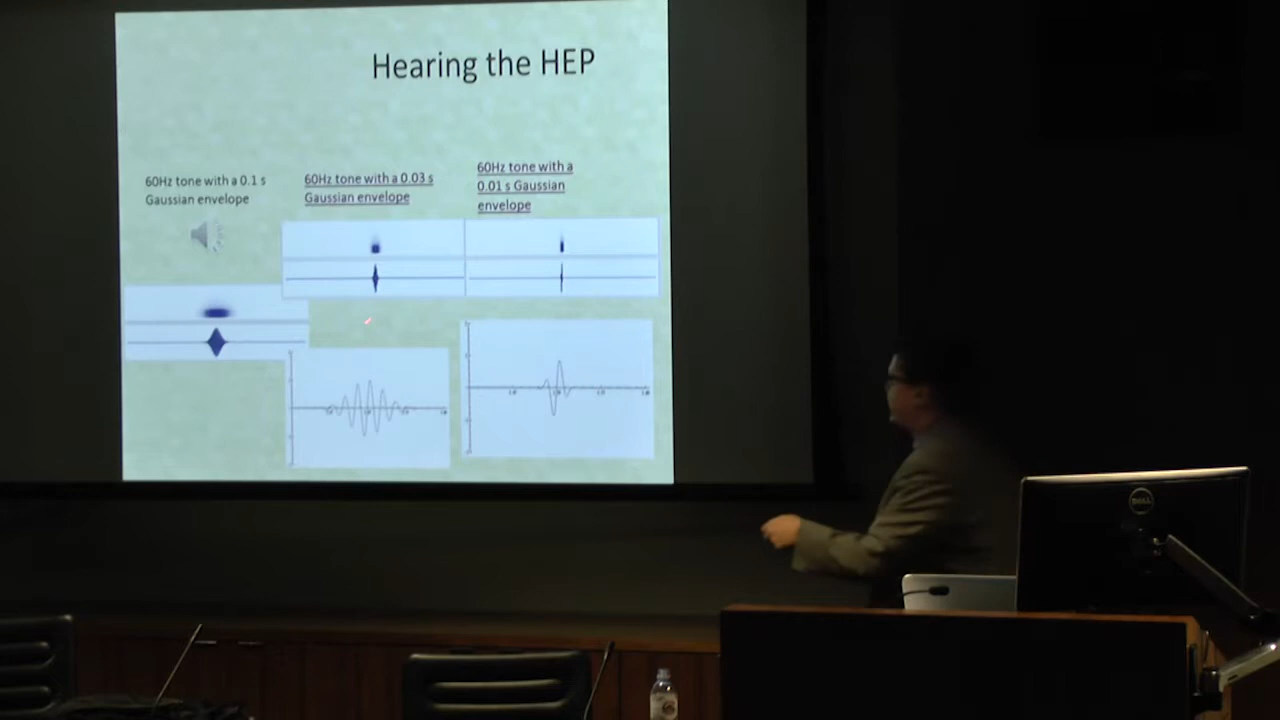 Hearing the HEP
60Hz tone with a 0.1 s
Gaussian envelope
60Hz tone with a 0.03 s
Gaussian envelope
60Hz tone with a
0.01 s Gaussian
envelope
DELL